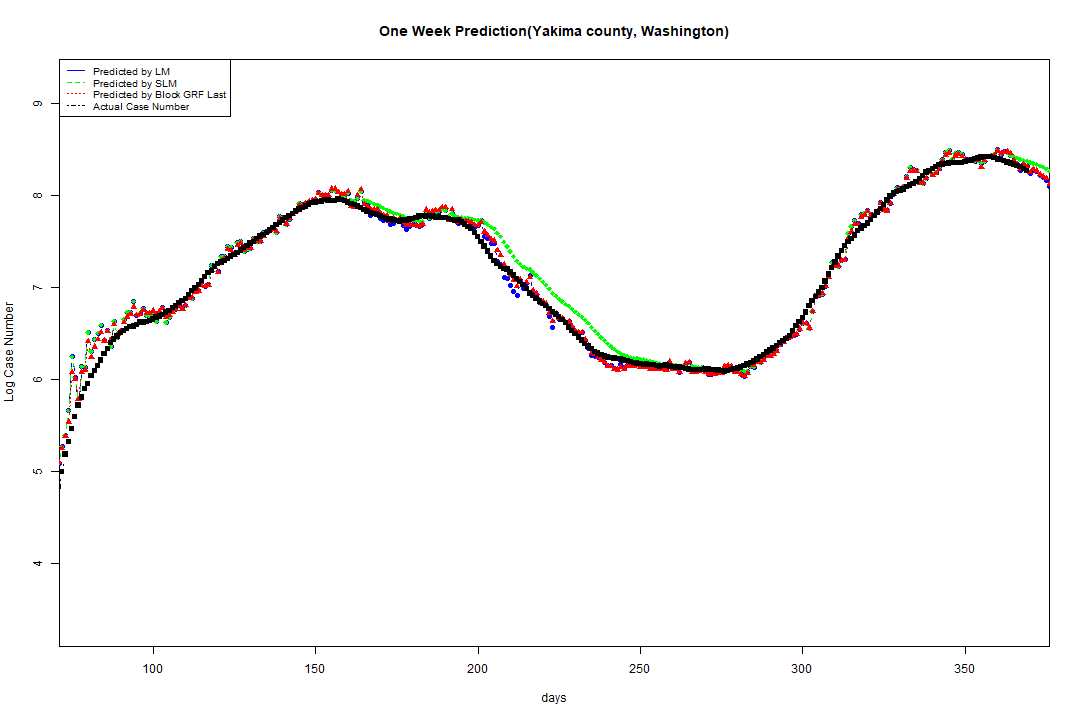 One Week Prediction(Yakima county, Washington)
Predicted by LM
Predicted by SLM
Predicted by Block GRF Last
Actual Case Number
9
8
7
6
5
4
Log Case Number
100 150 200 250 300 350
days